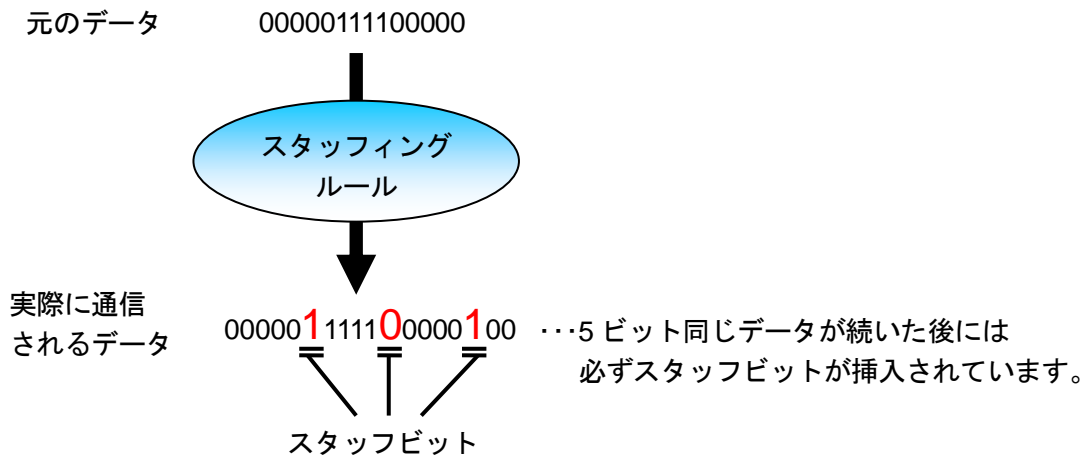 元のデータ
00000111100000
スタッフィング
ルール
実際に通信
されるデータ
000001111100000100 ・・・5 ビット同じデータが続いた後には
必ずスタッフビットが挿入されています。
スタッフビット